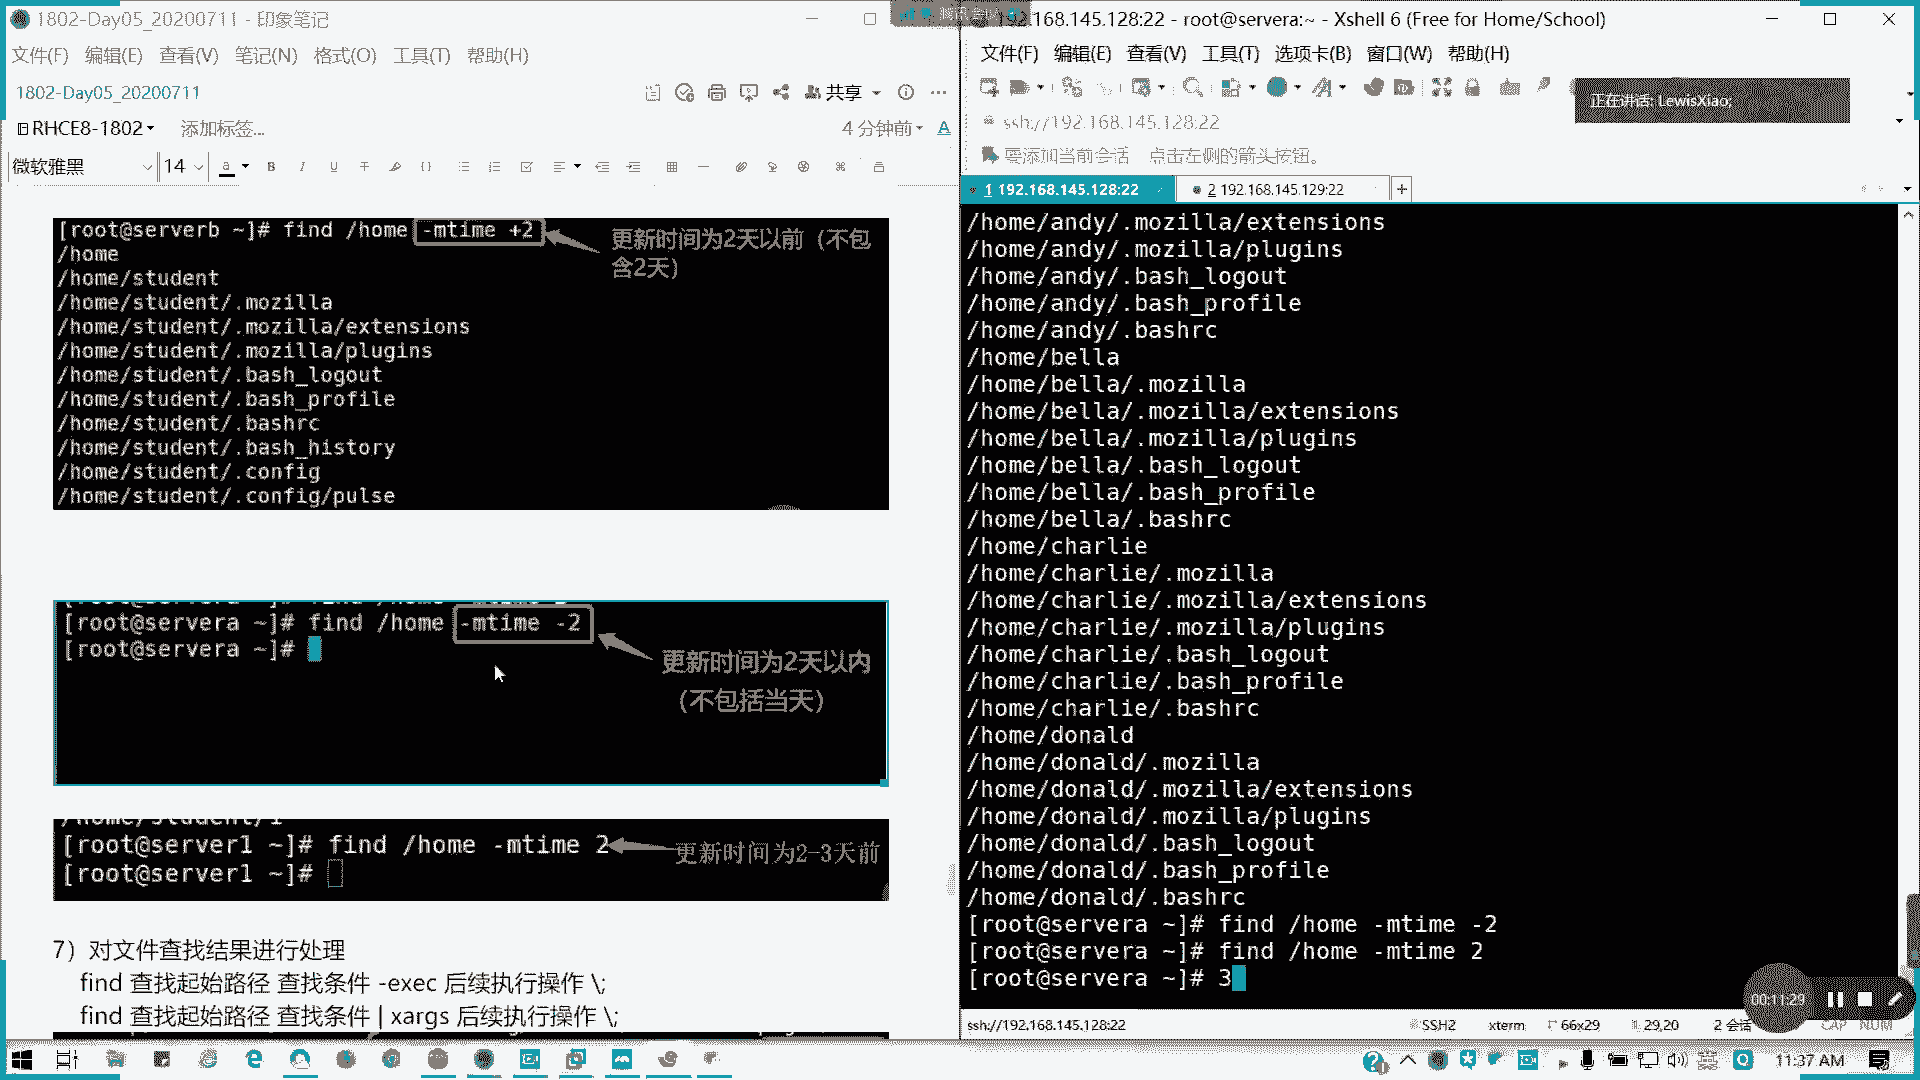 1802-Day05_20200711 - 印象笔记
文件(F) 编辑(E) 查看(V) 笔记(N) 格式(O) 工具(T) 帮助(H)
1802-Day05_20200711
共享
RHCE8-1802
添加标签...
4 分钟前
微软雅黑
14
[root@serverb ~]# find /home -mtime +2
/home
/home/student
/home/student/.mozilla
/home/student/.mozilla/extensions
/home/student/.mozilla/plugins
/home/student/.bash_logout
/home/student/.bash_profile
/home/student/.bashrc
/home/student/.bash_history
/home/student/.config
/home/student/.config/pulse
更新时间为2天以前（不包
含2天）
[root@servera ~]# find /home -mtime -2
[root@servera ~]#
更新时间为2天以内
（不包括当天）
/home/student/1
[root@server1 ~]# find /home -mtime 2
[root@server1 ~]#
更新时间为2-3天前
7）对文件查找结果进行处理
find 查找起始路径 查找条件 -exec 后续执行操作 \;
find 查找起始路径 查找条件 | xargs 后续执行操作 \;
192.168.145.128:22 - root@servera:~ - Xshell 6 (Free for Home/School)
文件(F) 编辑(E) 查看(V) 工具(T) 选项卡(B) 窗口(W) 帮助(H)
正在讲话: LewisXiao;
ssh://192.168.145.128:22
要添加当前会话 点击左侧的箭头按钮。
1 192.168.145.128:22
2 192.168.145.129:22
/home/andy/.mozilla/extensions
/home/andy/.mozilla/plugins
/home/andy/.bash_logout
/home/andy/.bash_profile
/home/andy/.bashrc
/home/bella
/home/bella/.mozilla
/home/bella/.mozilla/extensions
/home/bella/.mozilla/plugins
/home/bella/.bash_logout
/home/bella/.bash_profile
/home/bella/.bashrc
/home/charlie
/home/charlie/.mozilla
/home/charlie/.mozilla/extensions
/home/charlie/.mozilla/plugins
/home/charlie/.bash_logout
/home/charlie/.bash_profile
/home/charlie/.bashrc
/home/donald
/home/donald/.mozilla
/home/donald/.mozilla/extensions
/home/donald/.mozilla/plugins
/home/donald/.bash_logout
/home/donald/.bash_profile
/home/donald/.bashrc
[root@servera ~]# find /home -mtime -2
[root@servera ~]# find /home -mtime 2
[root@servera ~]# 3
00:11:29
ssh://192.168.145.128:22 SSH2 xterm 66x29 29,20 2 会话 CAP NUM
11:37 AM